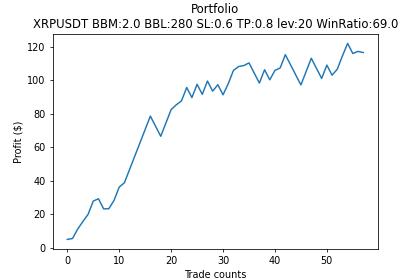 Portfolio
XRPUSDT BBM:2.0 BBL:280 SL:0.6 TP:0.8 lev:20 WinRatio:69.0
120
100
80
60
40
20
0
Profit ($)
0 10 20 30 40 50
Trade counts